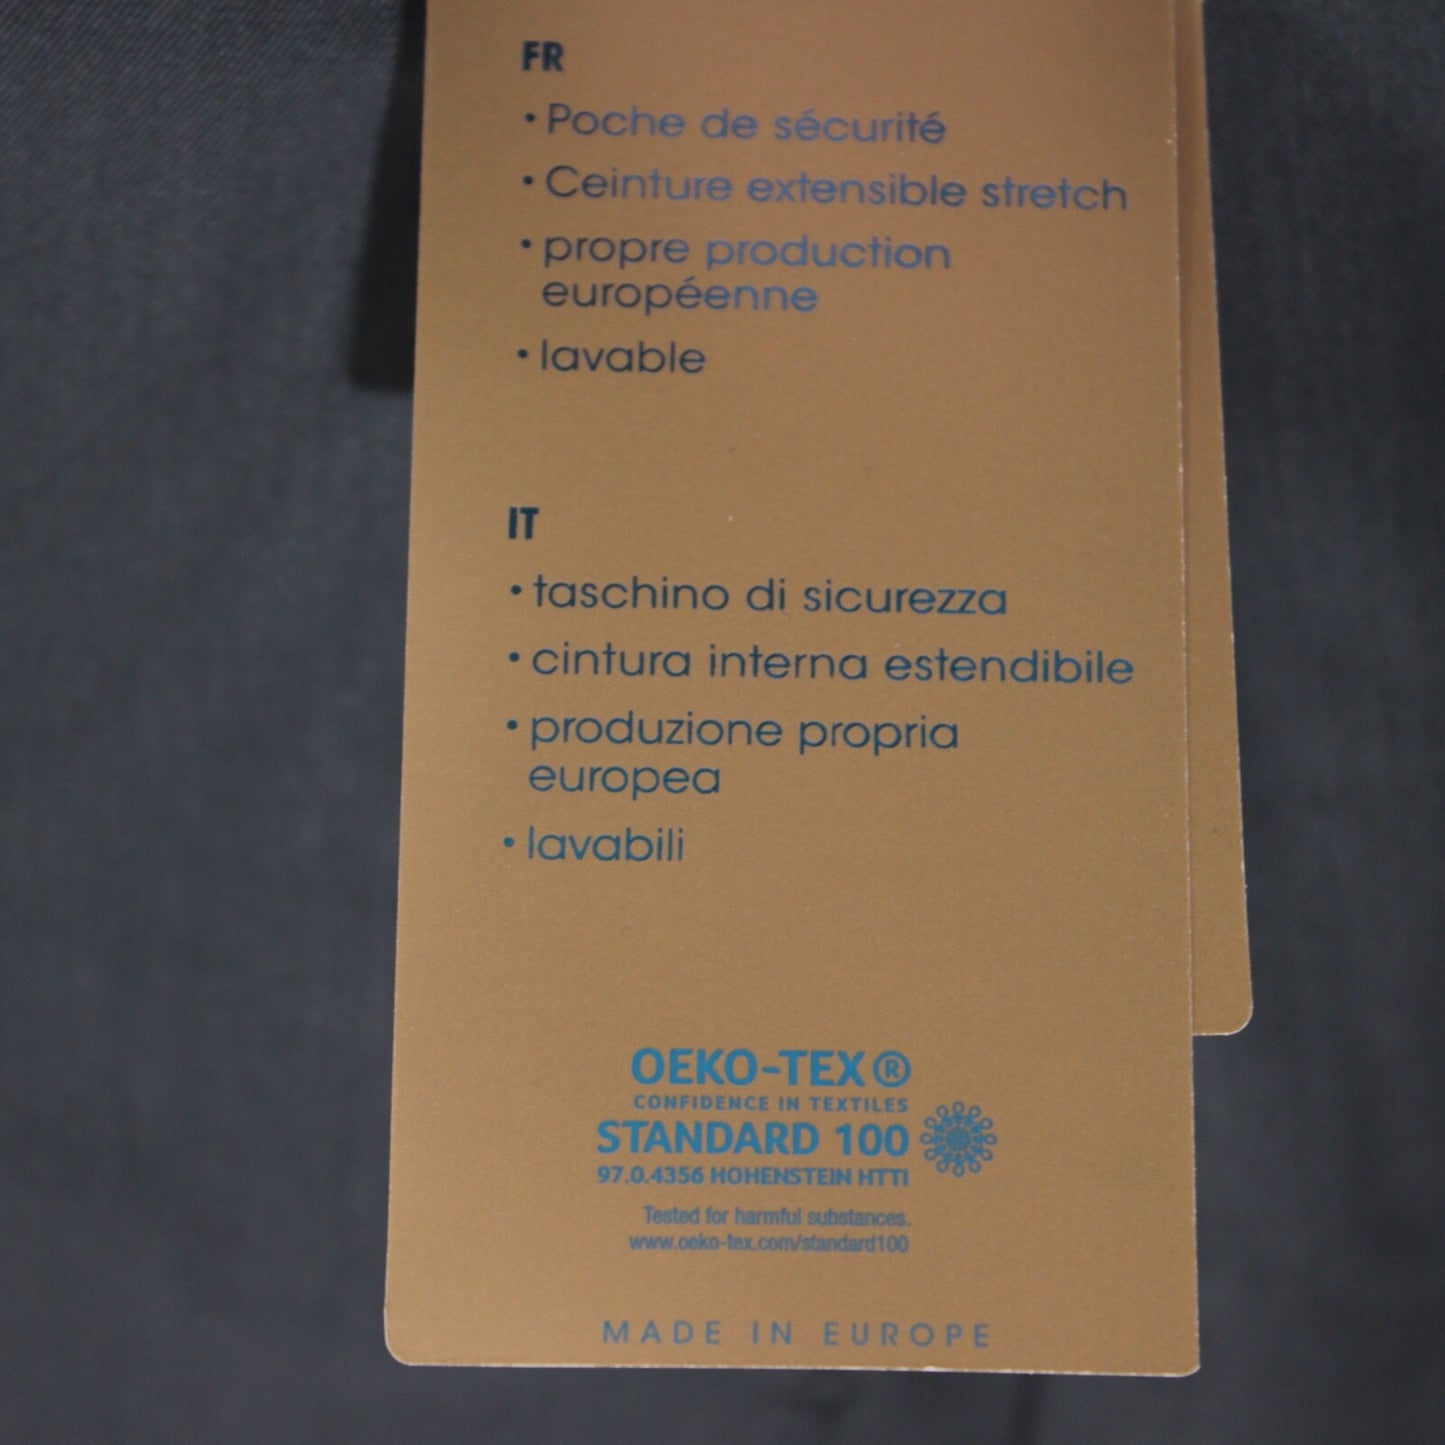 FR
• Poche de sécurité
• Ceinture extensible stretch
• propre production
européenne
• lavable
IT
• taschino di sicurezza
• cintura interna estendibile
• produzione propria
europea
• lavabili
OEKO-TEX®
CONFIDENCE IN TEXTILES
STANDARD 100
97.0.4356 HOHENSTEIN HTTI
Tested for harmful substances.
www.oeko-tex.com/standard100
MADE IN EUROPE